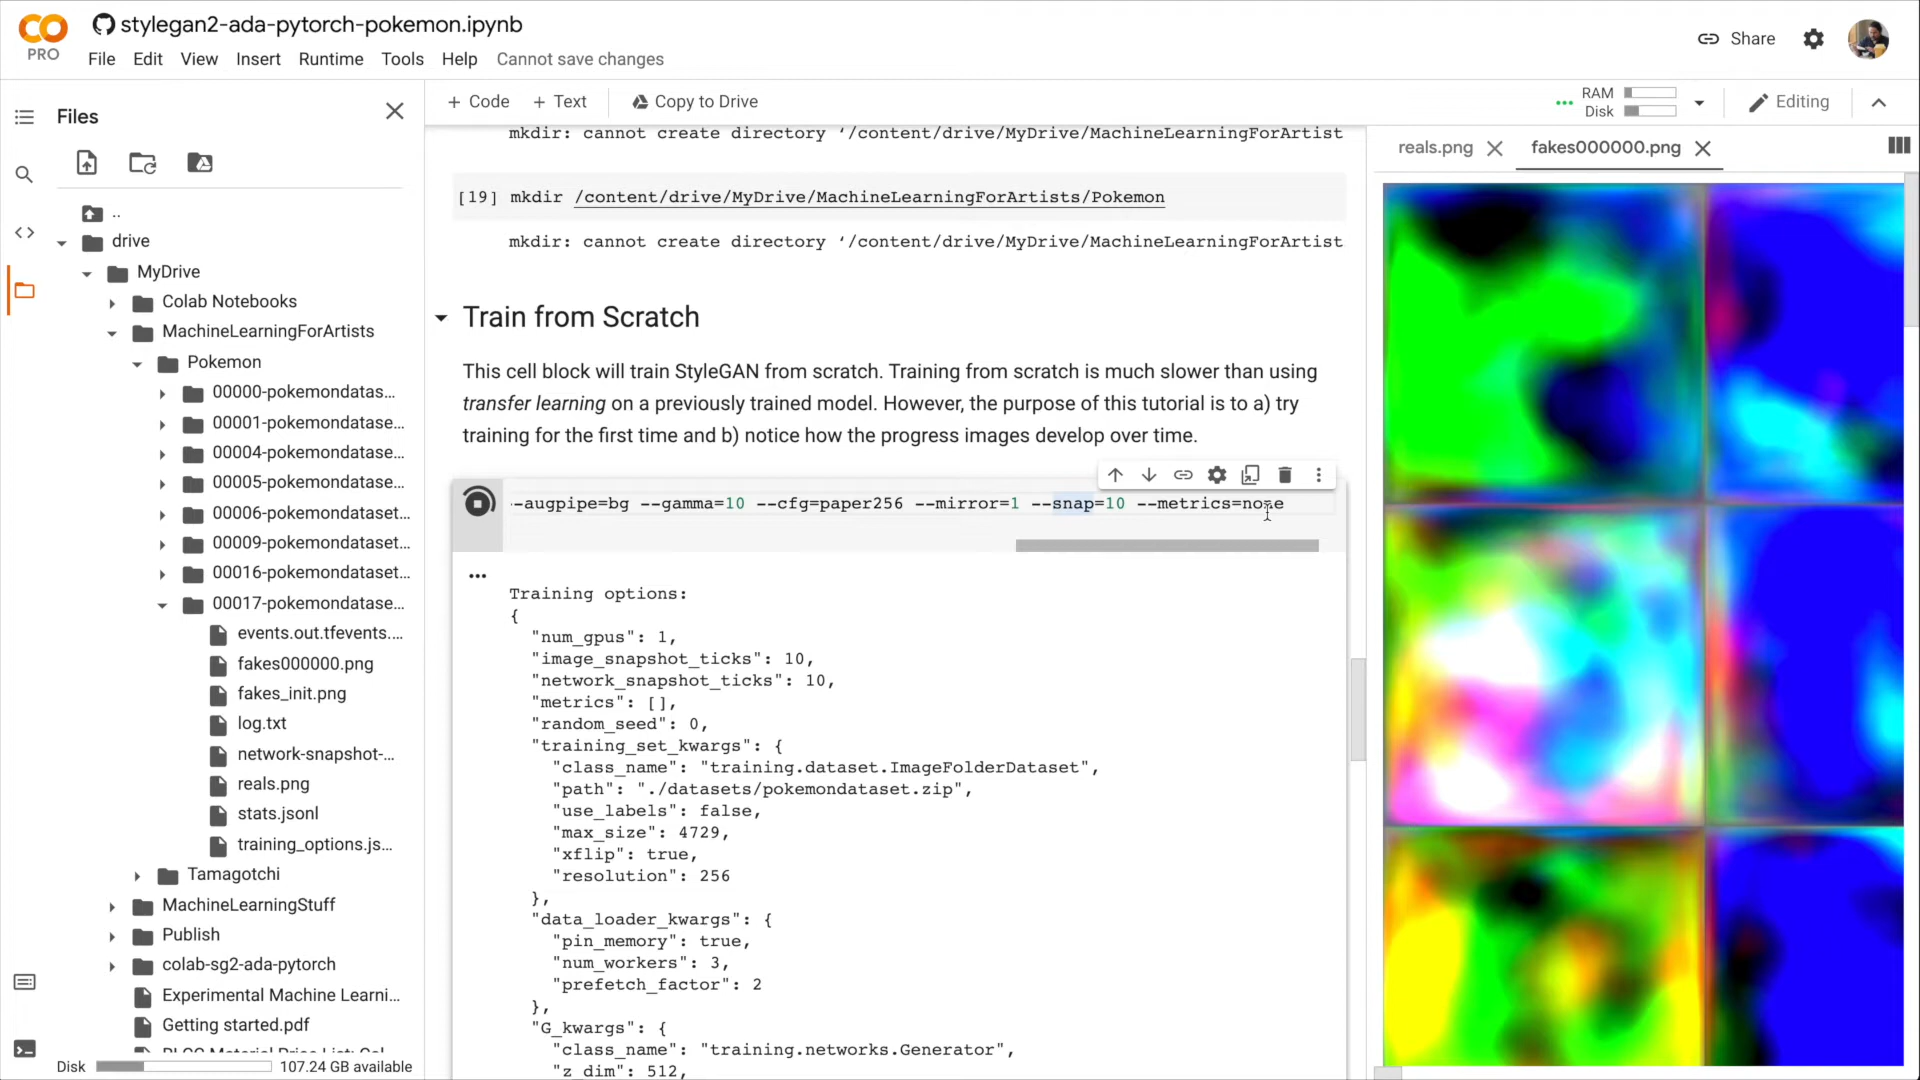 PRO
stylegan2-ada-pytorch-pokemon.ipynb
File Edit View Insert Runtime Tools Help Cannot save changes
Share
Files
+ Code + Text Copy to Drive
RAM
Disk
Editing
..
drive
MyDrive
Colab Notebooks
MachineLearningForArtists
Pokemon
00000-pokemondatas...
00001-pokemondatase...
00004-pokemondatase...
00005-pokemondatase...
00006-pokemondataset...
00009-pokemondataset...
00016-pokemondataset...
00017-pokemondatase...
events.out.tfevents....
fakes000000.png
fakes_init.png
log.txt
network-snapshot-...
reals.png
stats.jsonl
training_options.js...
Tamagotchi
MachineLearningStuff
Publish
colab-sg2-ada-pytorch
Experimental Machine Learni...
Getting started.pdf
Disk 107.24 GB available
mkdir: cannot create directory ‘/content/drive/MyDrive/MachineLearningForArtist
[19] mkdir /content/drive/MyDrive/MachineLearningForArtists/Pokemon
mkdir: cannot create directory ‘/content/drive/MyDrive/MachineLearningForArtist
Train from Scratch
This cell block will train StyleGAN from scratch. Training from scratch is much slower than using
transfer learning on a previously trained model. However, the purpose of this tutorial is to a) try
training for the first time and b) notice how the progress images develop over time.
--augpipe=bg --gamma=10 --cfg=paper256 --mirror=1 --snap=10 --metrics=none
...
Training options:
{
"num_gpus": 1,
"image_snapshot_ticks": 10,
"network_snapshot_ticks": 10,
"metrics": [],
"random_seed": 0,
"training_set_kwargs": {
"class_name": "training.dataset.ImageFolderDataset",
"path": "./datasets/pokemondataset.zip",
"use_labels": false,
"max_size": 4729,
"xflip": true,
"resolution": 256
},
"data_loader_kwargs": {
"pin_memory": true,
"num_workers": 3,
"prefetch_factor": 2
},
"G_kwargs": {
"class_name": "training.networks.Generator",
"z_dim": 512,
reals.png
fakes000000.png